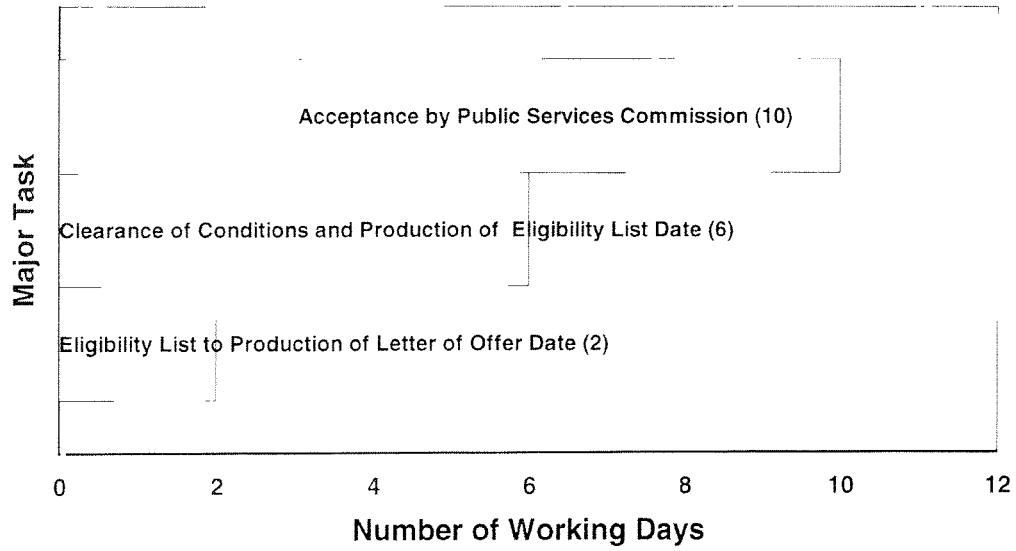 Acceptance by Public Services Commission (10)
Clearance of Conditions and Production of Eligibility List Date (6)
Eligibility List to Production of Letter of Offer Date (2)
Major Task
0 2 4 6 8 10 12
Number of Working Days